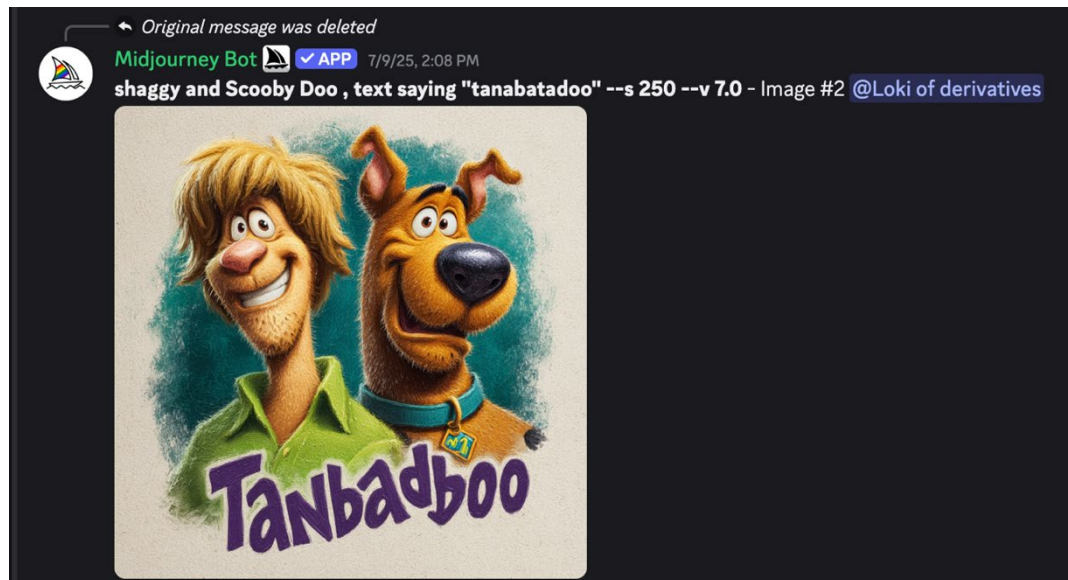 Original message was deleted
Midjourney Bot APP 7/9/25, 2:08 PM
shaggy and Scooby Doo , text saying "tanabatadoo" --s 250 --v 7.0 - Image #2 @Loki of derivatives
Tanbadboo